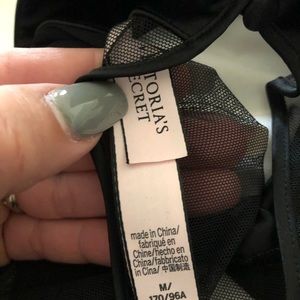 TORIA'S
ECRET
made in China/
fabriqué en
Chine/hecho en
China/fabbricato
in Cina/ 中国制造
M/
170/96A